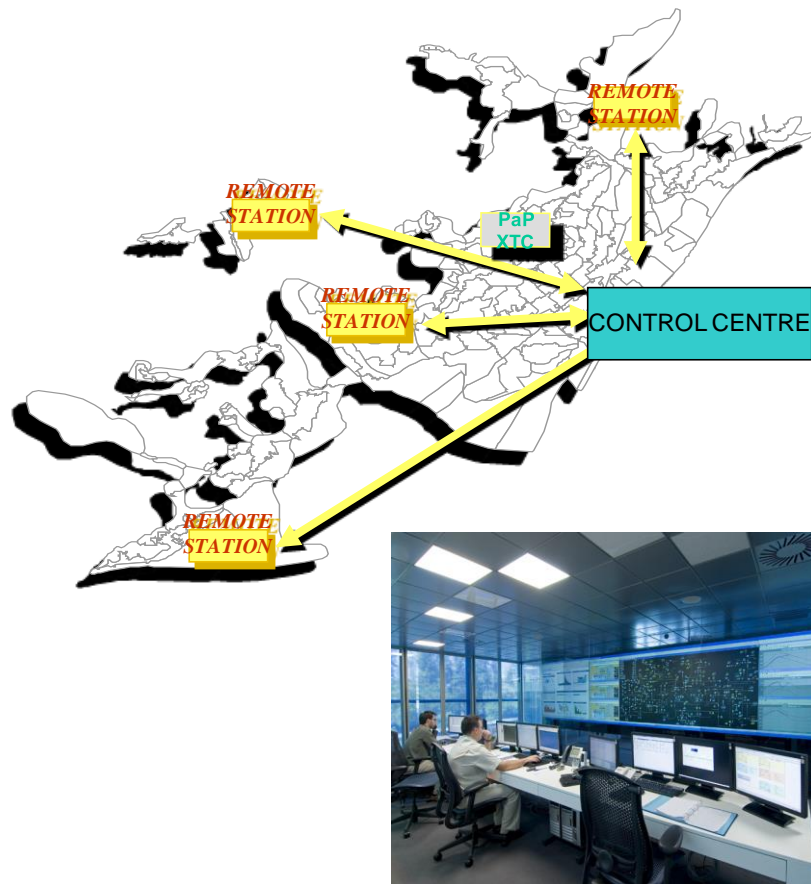 REMOTE
STATION
REMOTE
STATION
PaP
XTC
REMOTE
STATION
CONTROL CENTRE
REMOTE
STATION